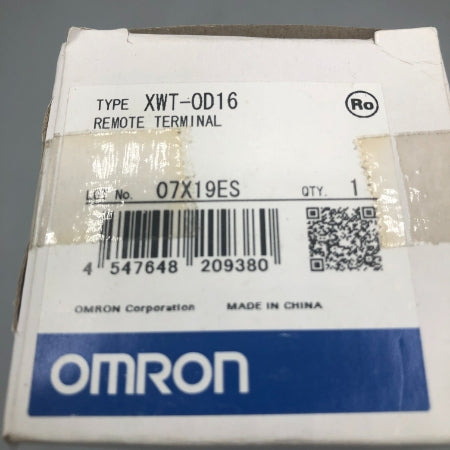 TYPE XWT-OD16
Ro
REMOTE TERMINAL
LOT No. 07X19ES QTY. 1
4 547648 209380
OMRON Corporation MADE IN CHINA
OMRON